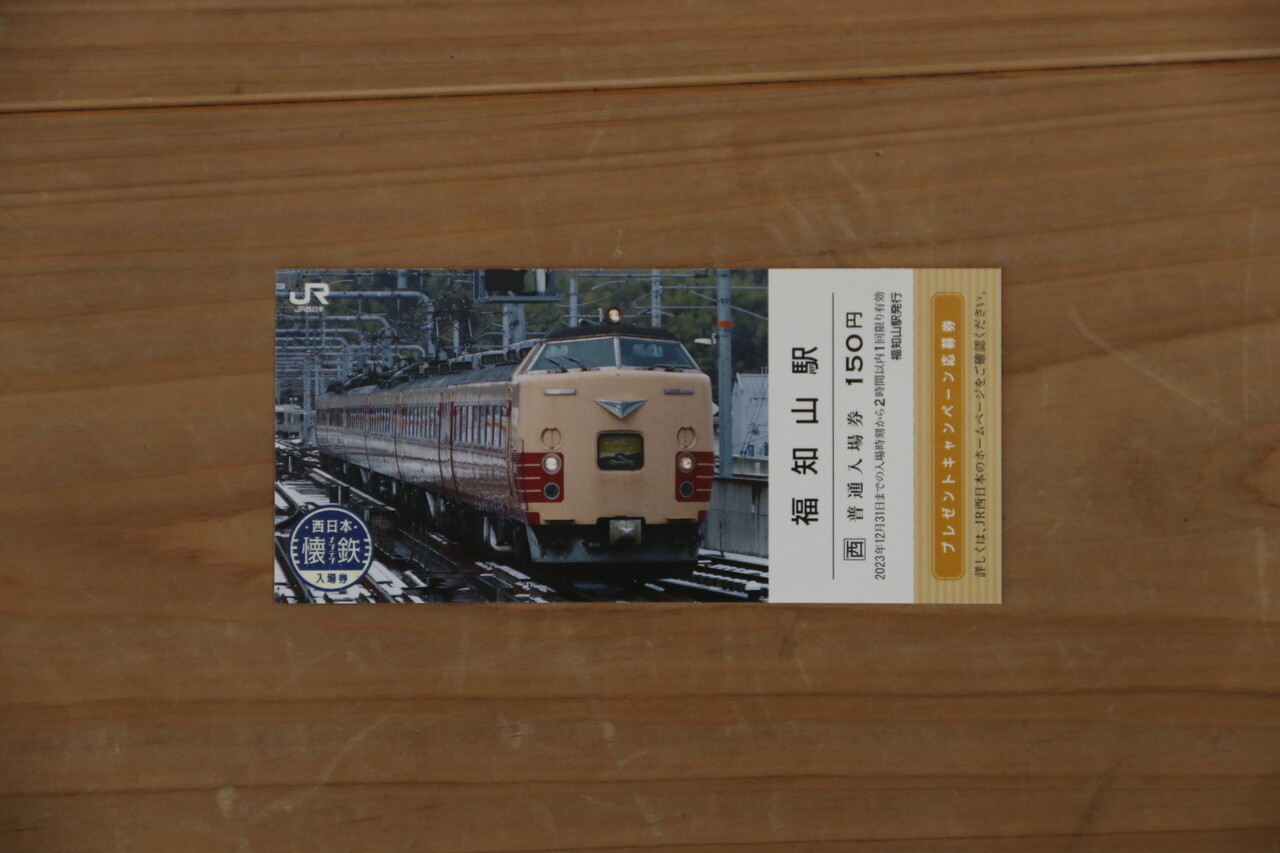 JR
JR西日本
・西日本・
懐鉄
ナツテツ
入場券
福知山駅
西 普通入場券 150円
2023年12月31日までの入場時刻から2時間以内1回限り有効
福知山駅発行
プレゼントキャンペーン応募券
詳しくは、JR西日本のホームページをご確認ください。